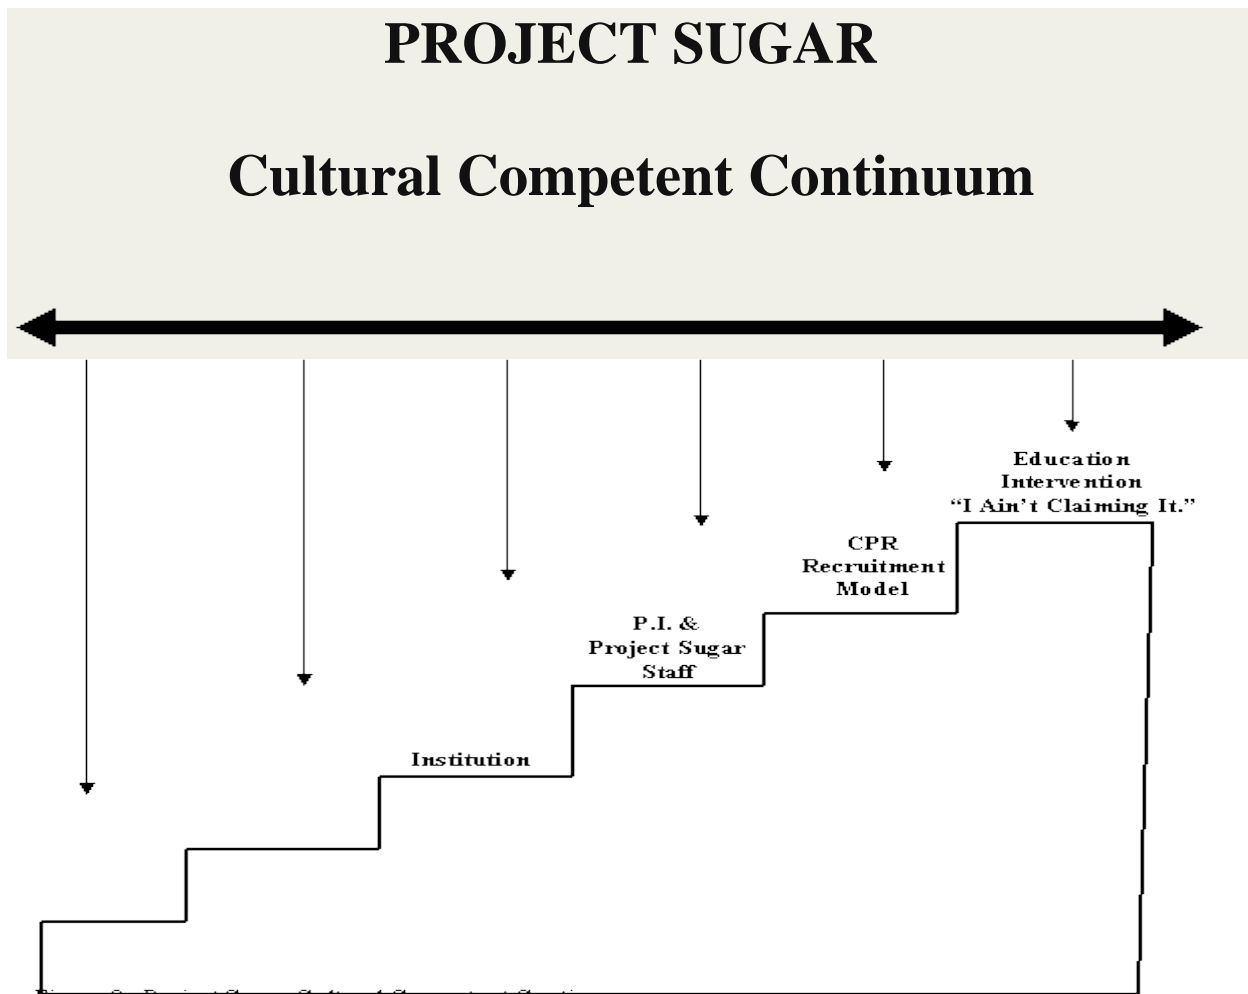 PROJECT SUGAR
Cultural Competent Continuum
Education
Intervention
“I Ain’t Claiming It.”
CPR
Recruitment
Model
P.I. &
Project Sugar
Staff
Institution